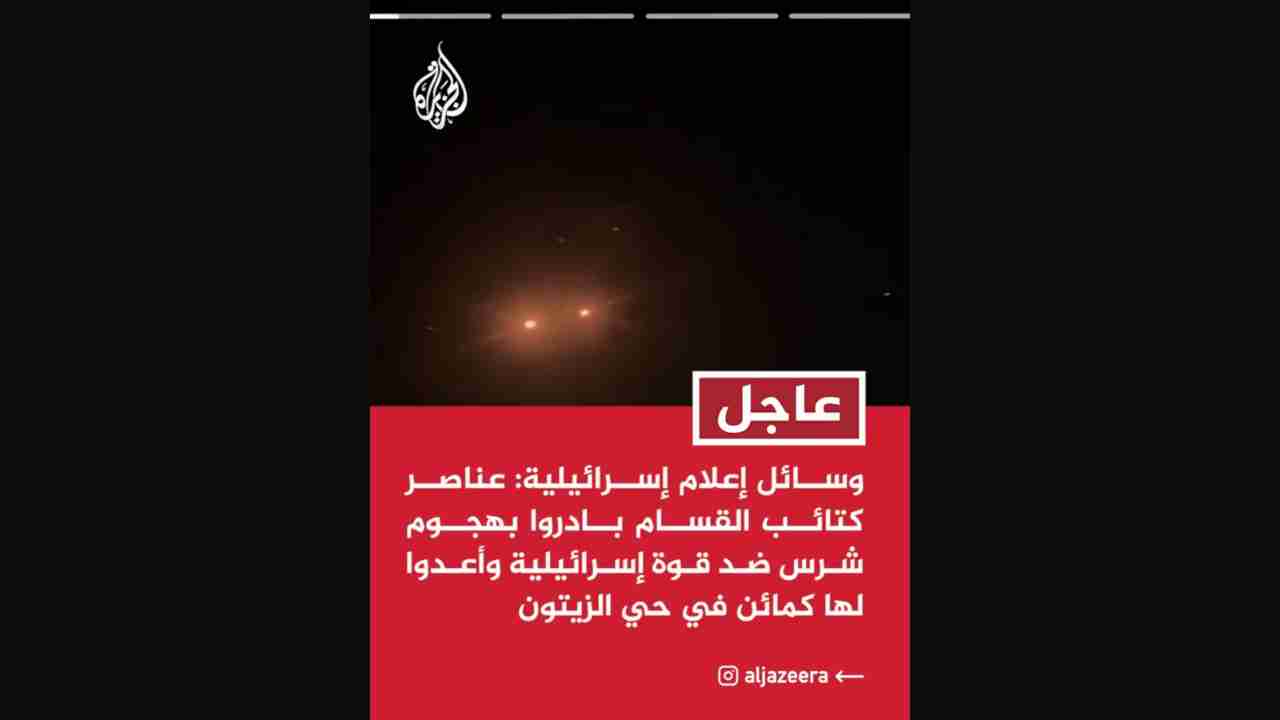 الجزيرة
عاجل
وسائل إعلام إسرائيلية: عناصر
كتائب القسام بادروا بهجوم
شرس ضد قوة إسرائيلية وأعدوا
لها كمائن في حي الزيتون
aljazeera